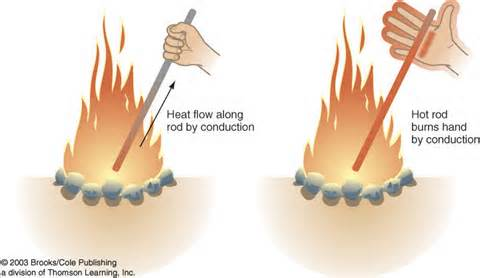 Heat flow along
rod by conduction
Hot rod
burns hand
by conduction
© 2003 Brooks/Cole Publishing
a division of Thomson Learning, Inc.